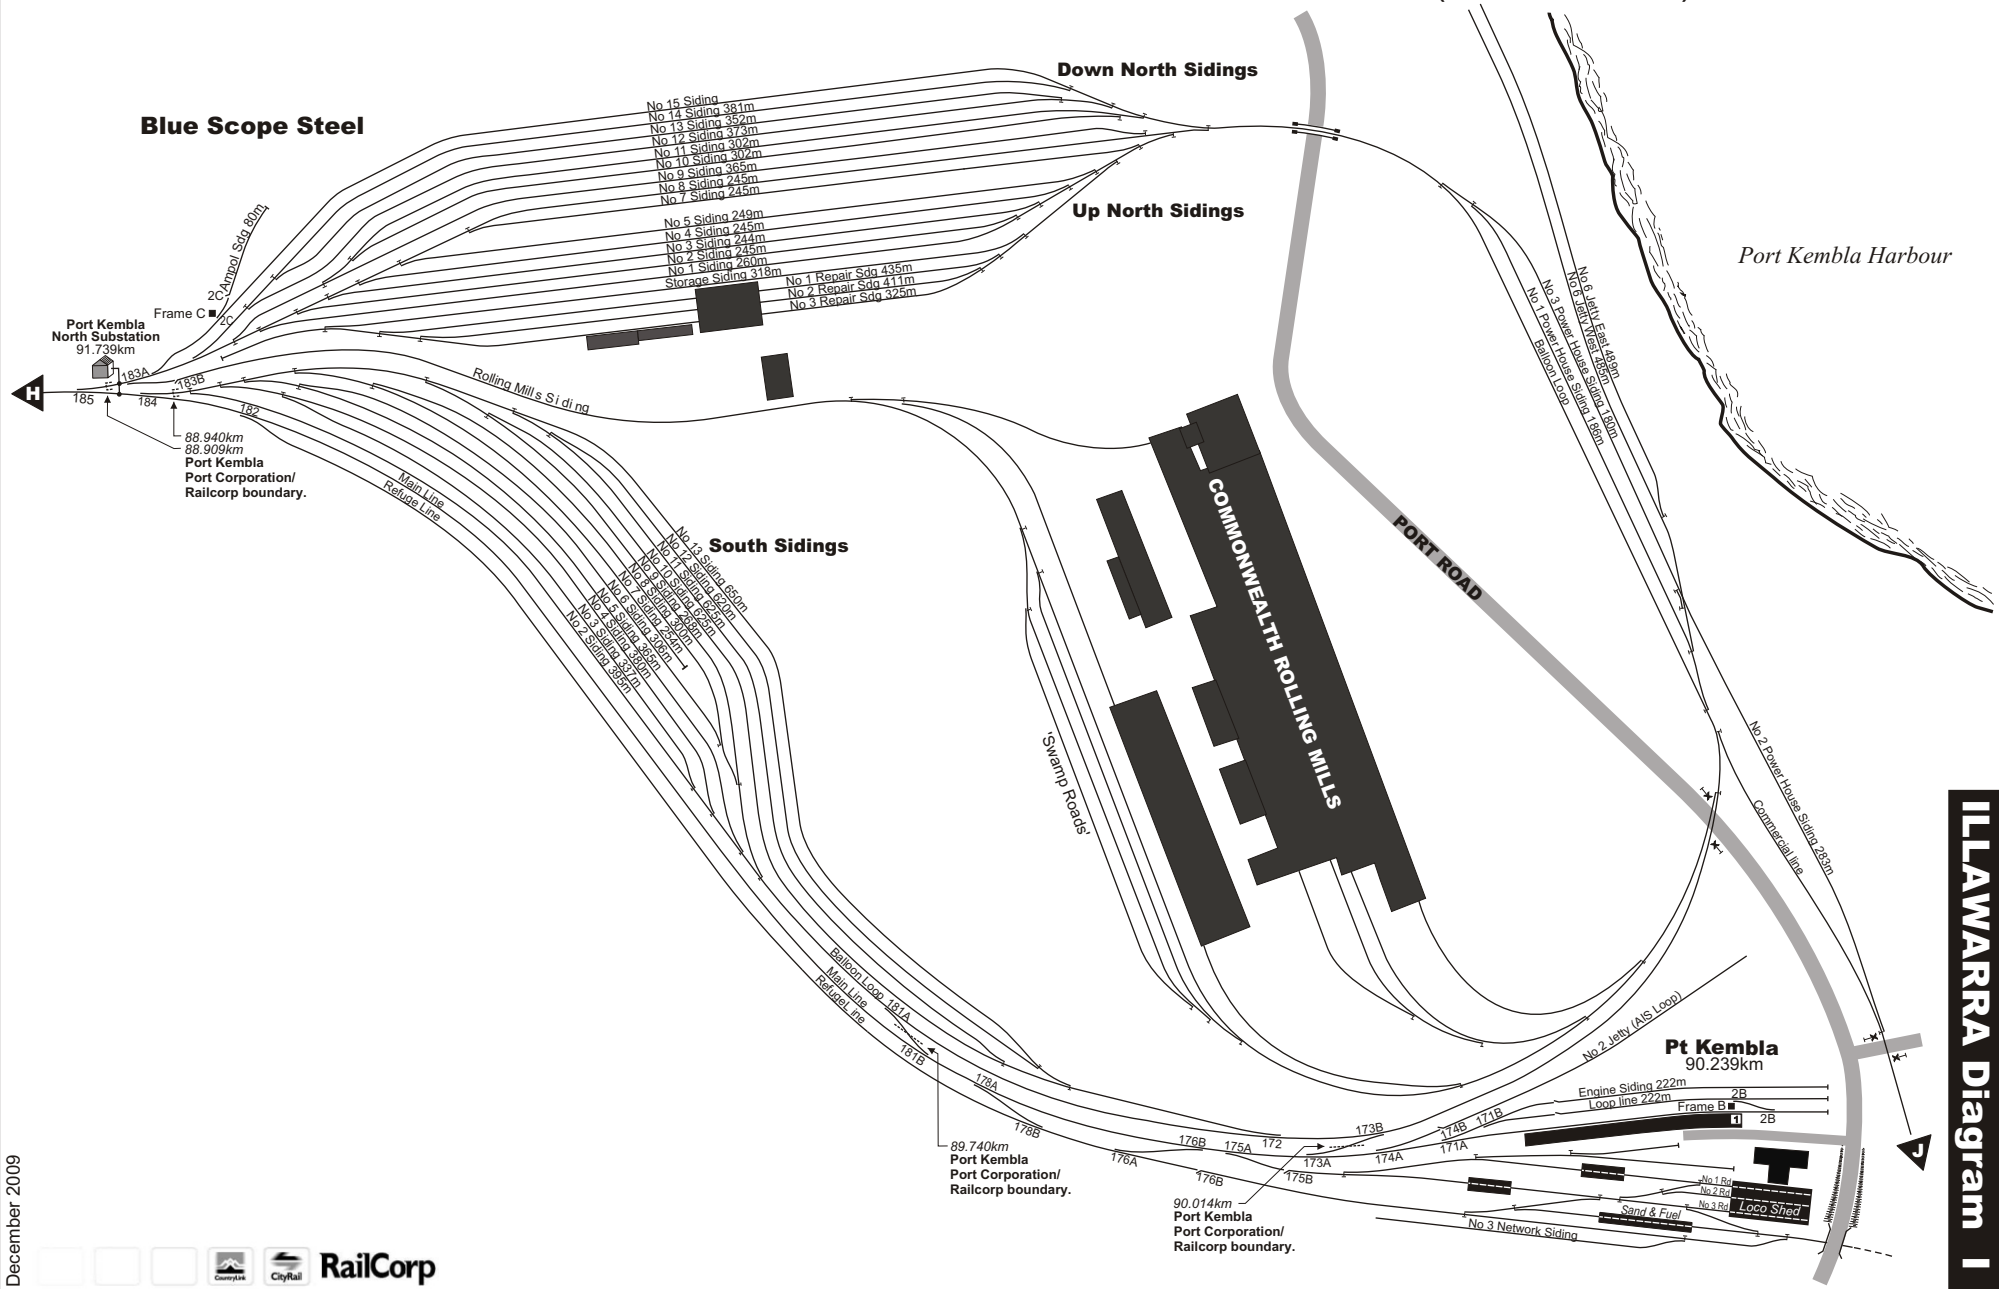 Blue Scope Steel
Down North Sidings
No 15 Siding
No 14 Siding 381m
No 13 Siding 352m
No 12 Siding 373m
No 11 Siding 302m
No 10 Siding 302m
No 9 Siding 365m
No 8 Siding 245m
No 7 Siding 245m
Up North Sidings
No 5 Siding 249m
No 4 Siding 245m
No 3 Siding 244m
No 2 Siding 245m
No 1 Siding 260m
Storage Siding 318m
No 1 Repair Sdg 435m
No 2 Repair Sdg 411m
No 3 Repair Sdg 325m
Ampol Sdg 80m
2C
Frame C
2C
Port Kembla
North Substation
91.739km
H
183A
183B
185
184
182
88.940km
88.909km
Port Kembla
Port Corporation/
Railcorp boundary.
Rolling Mills Siding
Main Line
Refuge Line
South Sidings
No 13 Siding 650m
No 12 Siding 620m
No 11 Siding 625m
No 10 Siding 625m
No 9 Siding 268m
No 8 Siding 300m
No 7 Siding 254m
No 6 Siding 306m
No 5 Siding 365m
No 4 Siding 380m
No 3 Siding 337m
No 2 Siding 395m
Port Kembla Harbour
No 6 Jetty East 489m
No 6 Jetty West 485m
No 3 Power House Siding 180m
No 1 Power House Siding 186m
Balloon Loop
COMMONWEALTH ROLLING MILLS
PORT ROAD
'Swamp Roads'
No 2 Power House Siding 283m
Commercial line
Balloon Loop
Main Line
RefugeLine
181A
181B
178A
178B
89.740km
Port Kembla
Port Corporation/
Railcorp boundary.
176A
176B
175A
172
176B
175B
173A
173B
174A
174B
171A
171B
90.014km
Port Kembla
Port Corporation/
Railcorp boundary.
No 2 Jetty (AIS Loop)
Pt Kembla
90.239km
Engine Siding 222m
Loop line 222m
2B
Frame B
1
2B
No 1 Rd
No 2 Rd
No 3 Rd
Loco Shed
Sand & Fuel
No 3 Network Siding
J
ILLAWARRA Diagram I
December 2009
CountryLink
CityRail
RailCorp